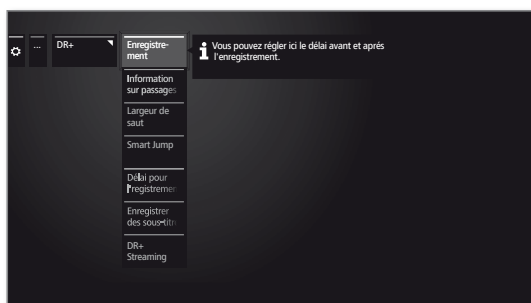 ...
DR+
Enregistre-
ment
Vous pouvez régler ici le délai avant et aprés
l'enregistrement.
Information
sur passages
Largeur de
saut
Smart Jump
Délai pour
l'registremen
Enregistrer
des sous-titr
DR+
Streaming